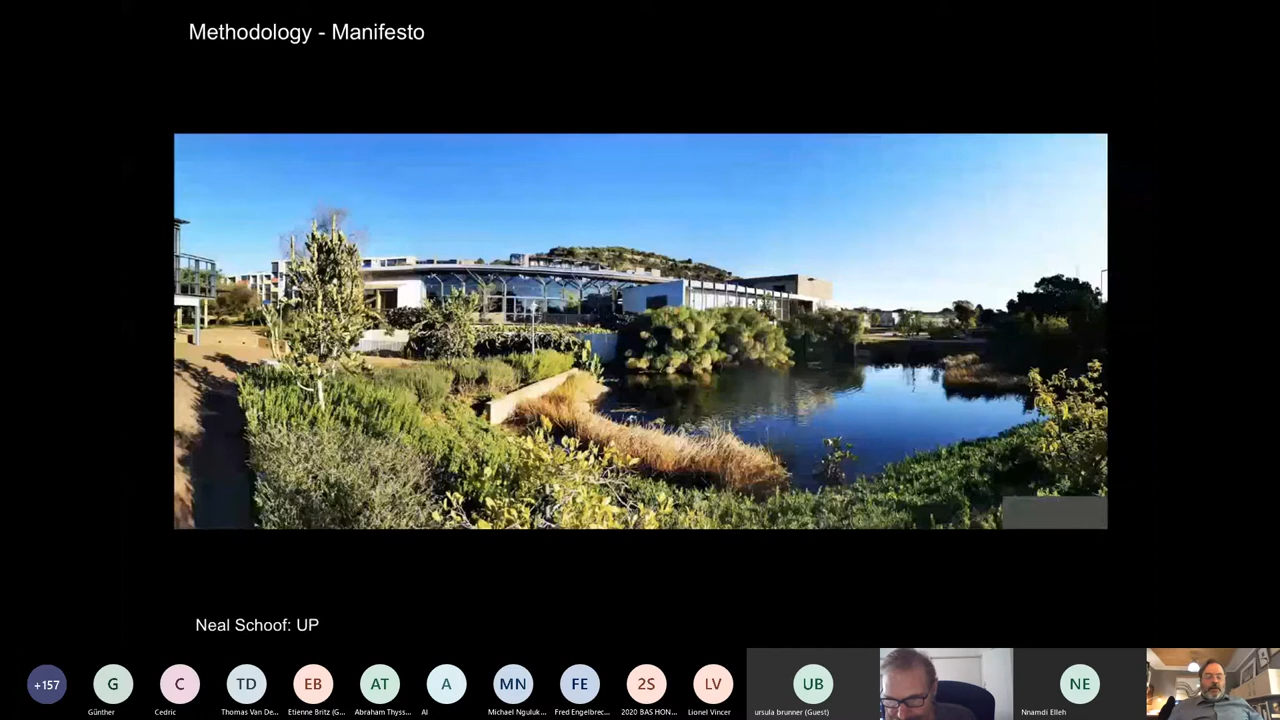 Methodology - Manifesto
Neal Schoof: UP
+157
G
C
TD
EB
AT
A
MN
FE
2S
LV
UB
NE
Günther
Cedric
Thomas Van De...
Etienne Britz (G...
Abraham Thyss...
Al
Michael Nguluk...
Fred Engelbrec...
2020 BAS HON...
Lionel Vincer
ursula brunner (Guest)
Nnamdi Elleh